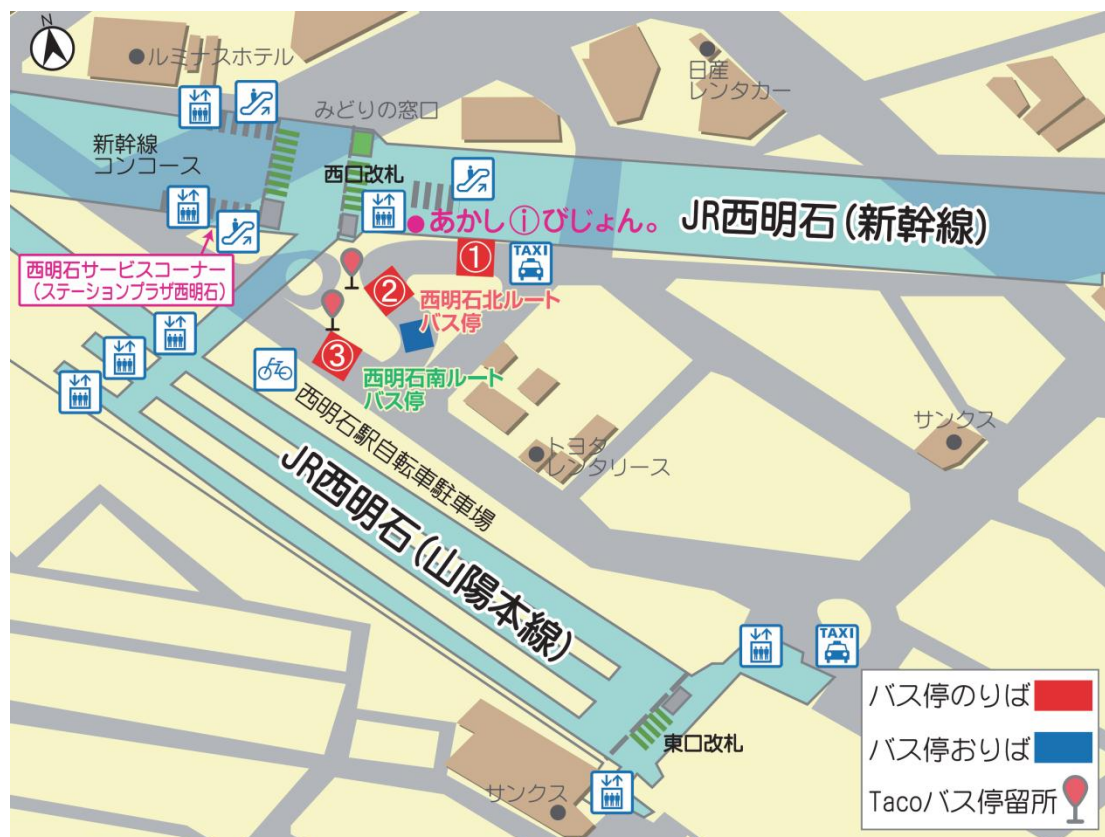 N
ルミナスホテル
日産
レンタカー
みどりの窓口
新幹線
コンコース
西口改札
JR西明石(新幹線)
●あかしⓘびじょん。
①
TAXI
西明石サービスコーナー
(ステーションプラザ西明石)
②
西明石北ルート
バス停
③
西明石南ルート
バス停
サンクス
トヨタ
レンタリース
西明石駅自転車駐車場
JR西明石(山陽本線)
TAXI
東口改札
サンクス
バス停のりば
バス停おりば
Tacoバス停留所